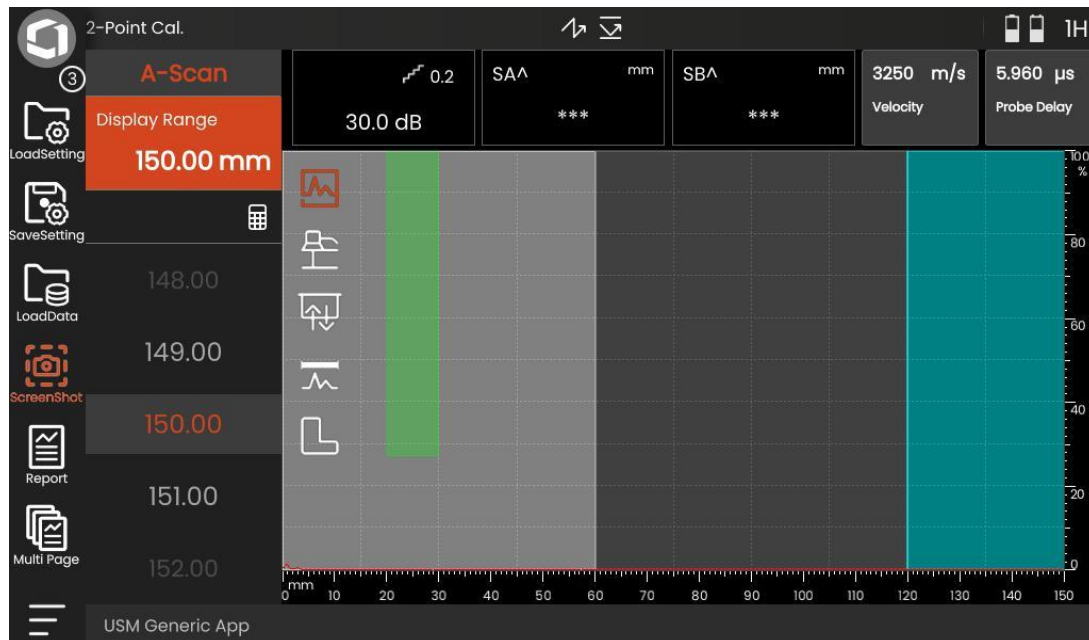 2-Point Cal.
1H
3
LoadSetting
SaveSetting
LoadData
ScreenShot
Report
Multi Page
A-Scan
Display Range
150.00 mm
148.00
149.00
150.00
151.00
152.00
0.2
30.0 dB
SA^ mm
***
SB^ mm
***
3250 m/s
Velocity
5.960 µs
Probe Delay
100
%
80
60
40
20
0
mm
0 10 20 30 40 50 60 70 80 90 100 110 120 130 140 150
USM Generic App